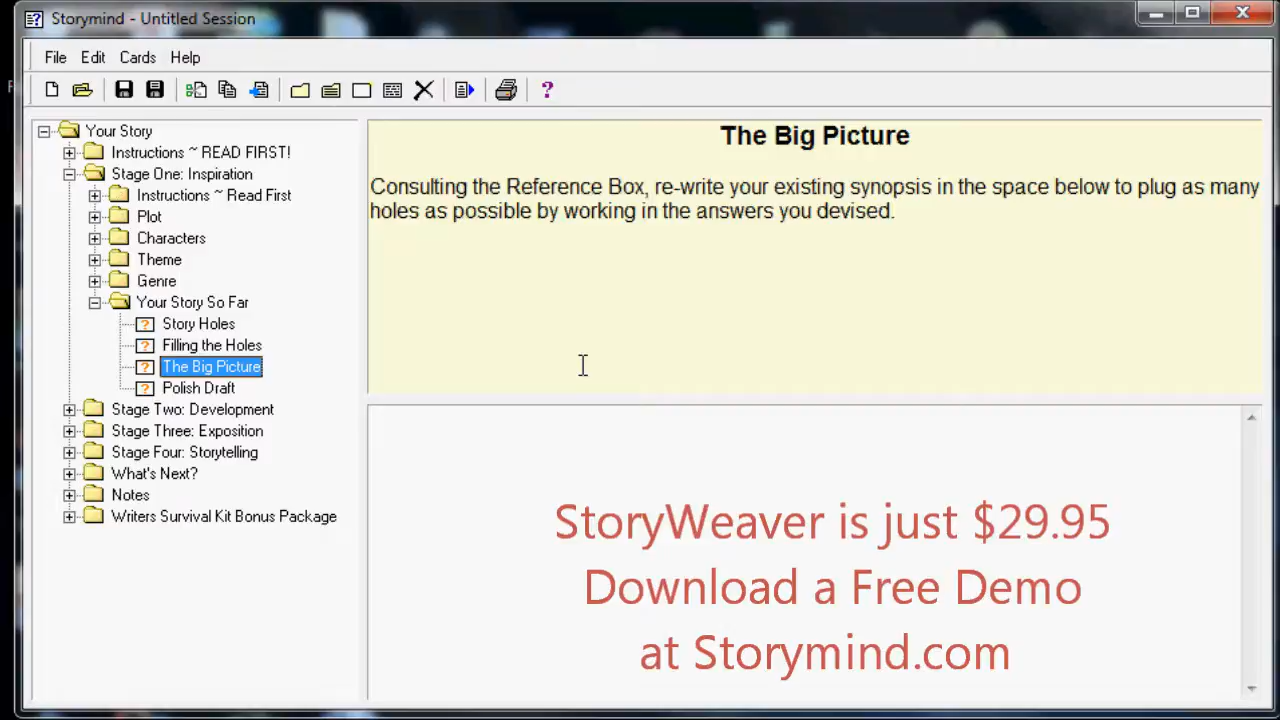 Storymind - Untitled Session
File Edit Cards Help
Your Story
Instructions ~ READ FIRST!
Stage One: Inspiration
Instructions ~ Read First
Plot
Characters
Theme
Genre
Your Story So Far
Story Holes
Filling the Holes
The Big Picture
Polish Draft
Stage Two: Development
Stage Three: Exposition
Stage Four: Storytelling
What's Next?
Notes
Writers Survival Kit Bonus Package
The Big Picture
Consulting the Reference Box, re-write your existing synopsis in the space below to plug as many
holes as possible by working in the answers you devised.
StoryWeaver is just $29.95
Download a Free Demo
at Storymind.com